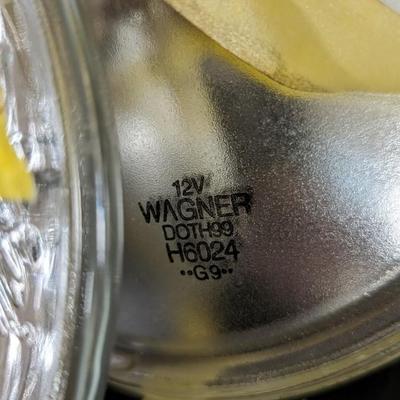 12V
WAGNER
DOTH99
H6024
••G9••